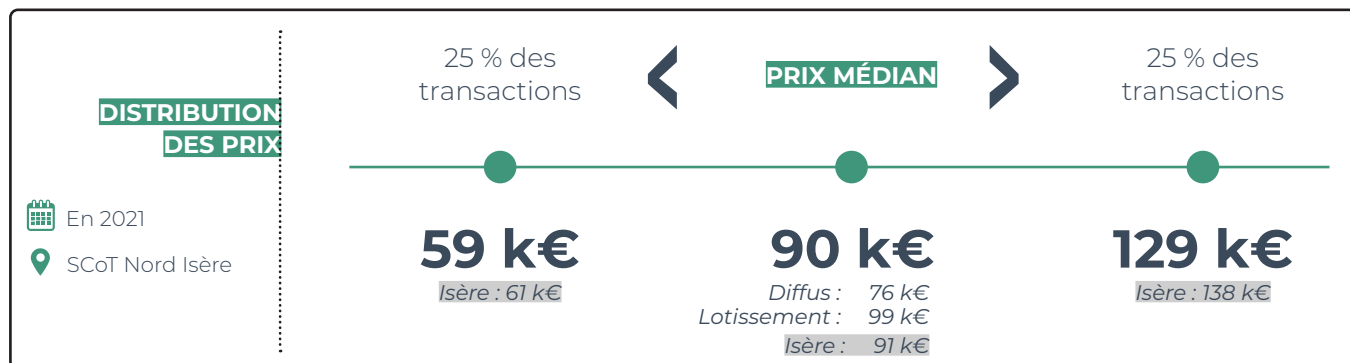 DISTRIBUTION
DES PRIX
En 2021
SCoT Nord Isère
25 % des
transactions
<
PRIX MÉDIAN
>
25 % des
transactions
59 k€
Isère : 61 k€
90 k€
Diffus : 76 k€
Lotissement : 99 k€
Isère : 91 k€
129 k€
Isère : 138 k€